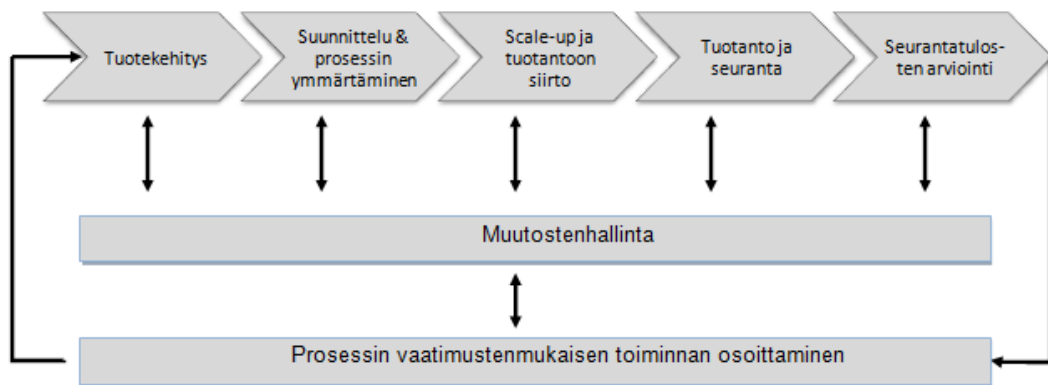 Tuotekehitys
Suunnittelu &
prosessin
ymmärtäminen
Scale-up ja
tuotantoon
siirto
Tuotanto ja
seuranta
Seurantatulos-
ten arviointi
Muutostenhallinta
Prosessin vaatimustenmukaisen toiminnan osoittaminen